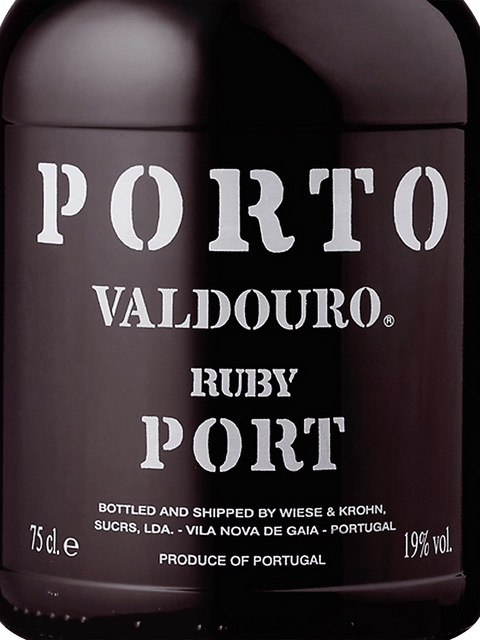 PORTO
VALDOURO®
RUBY
PORT
BOTTLED AND SHIPPED BY WIESE & KROHN,
SUCRS, LDA. - VILA NOVA DE GAIA - PORTUGAL
75 cl. ℮
19% vol.
PRODUCE OF PORTUGAL